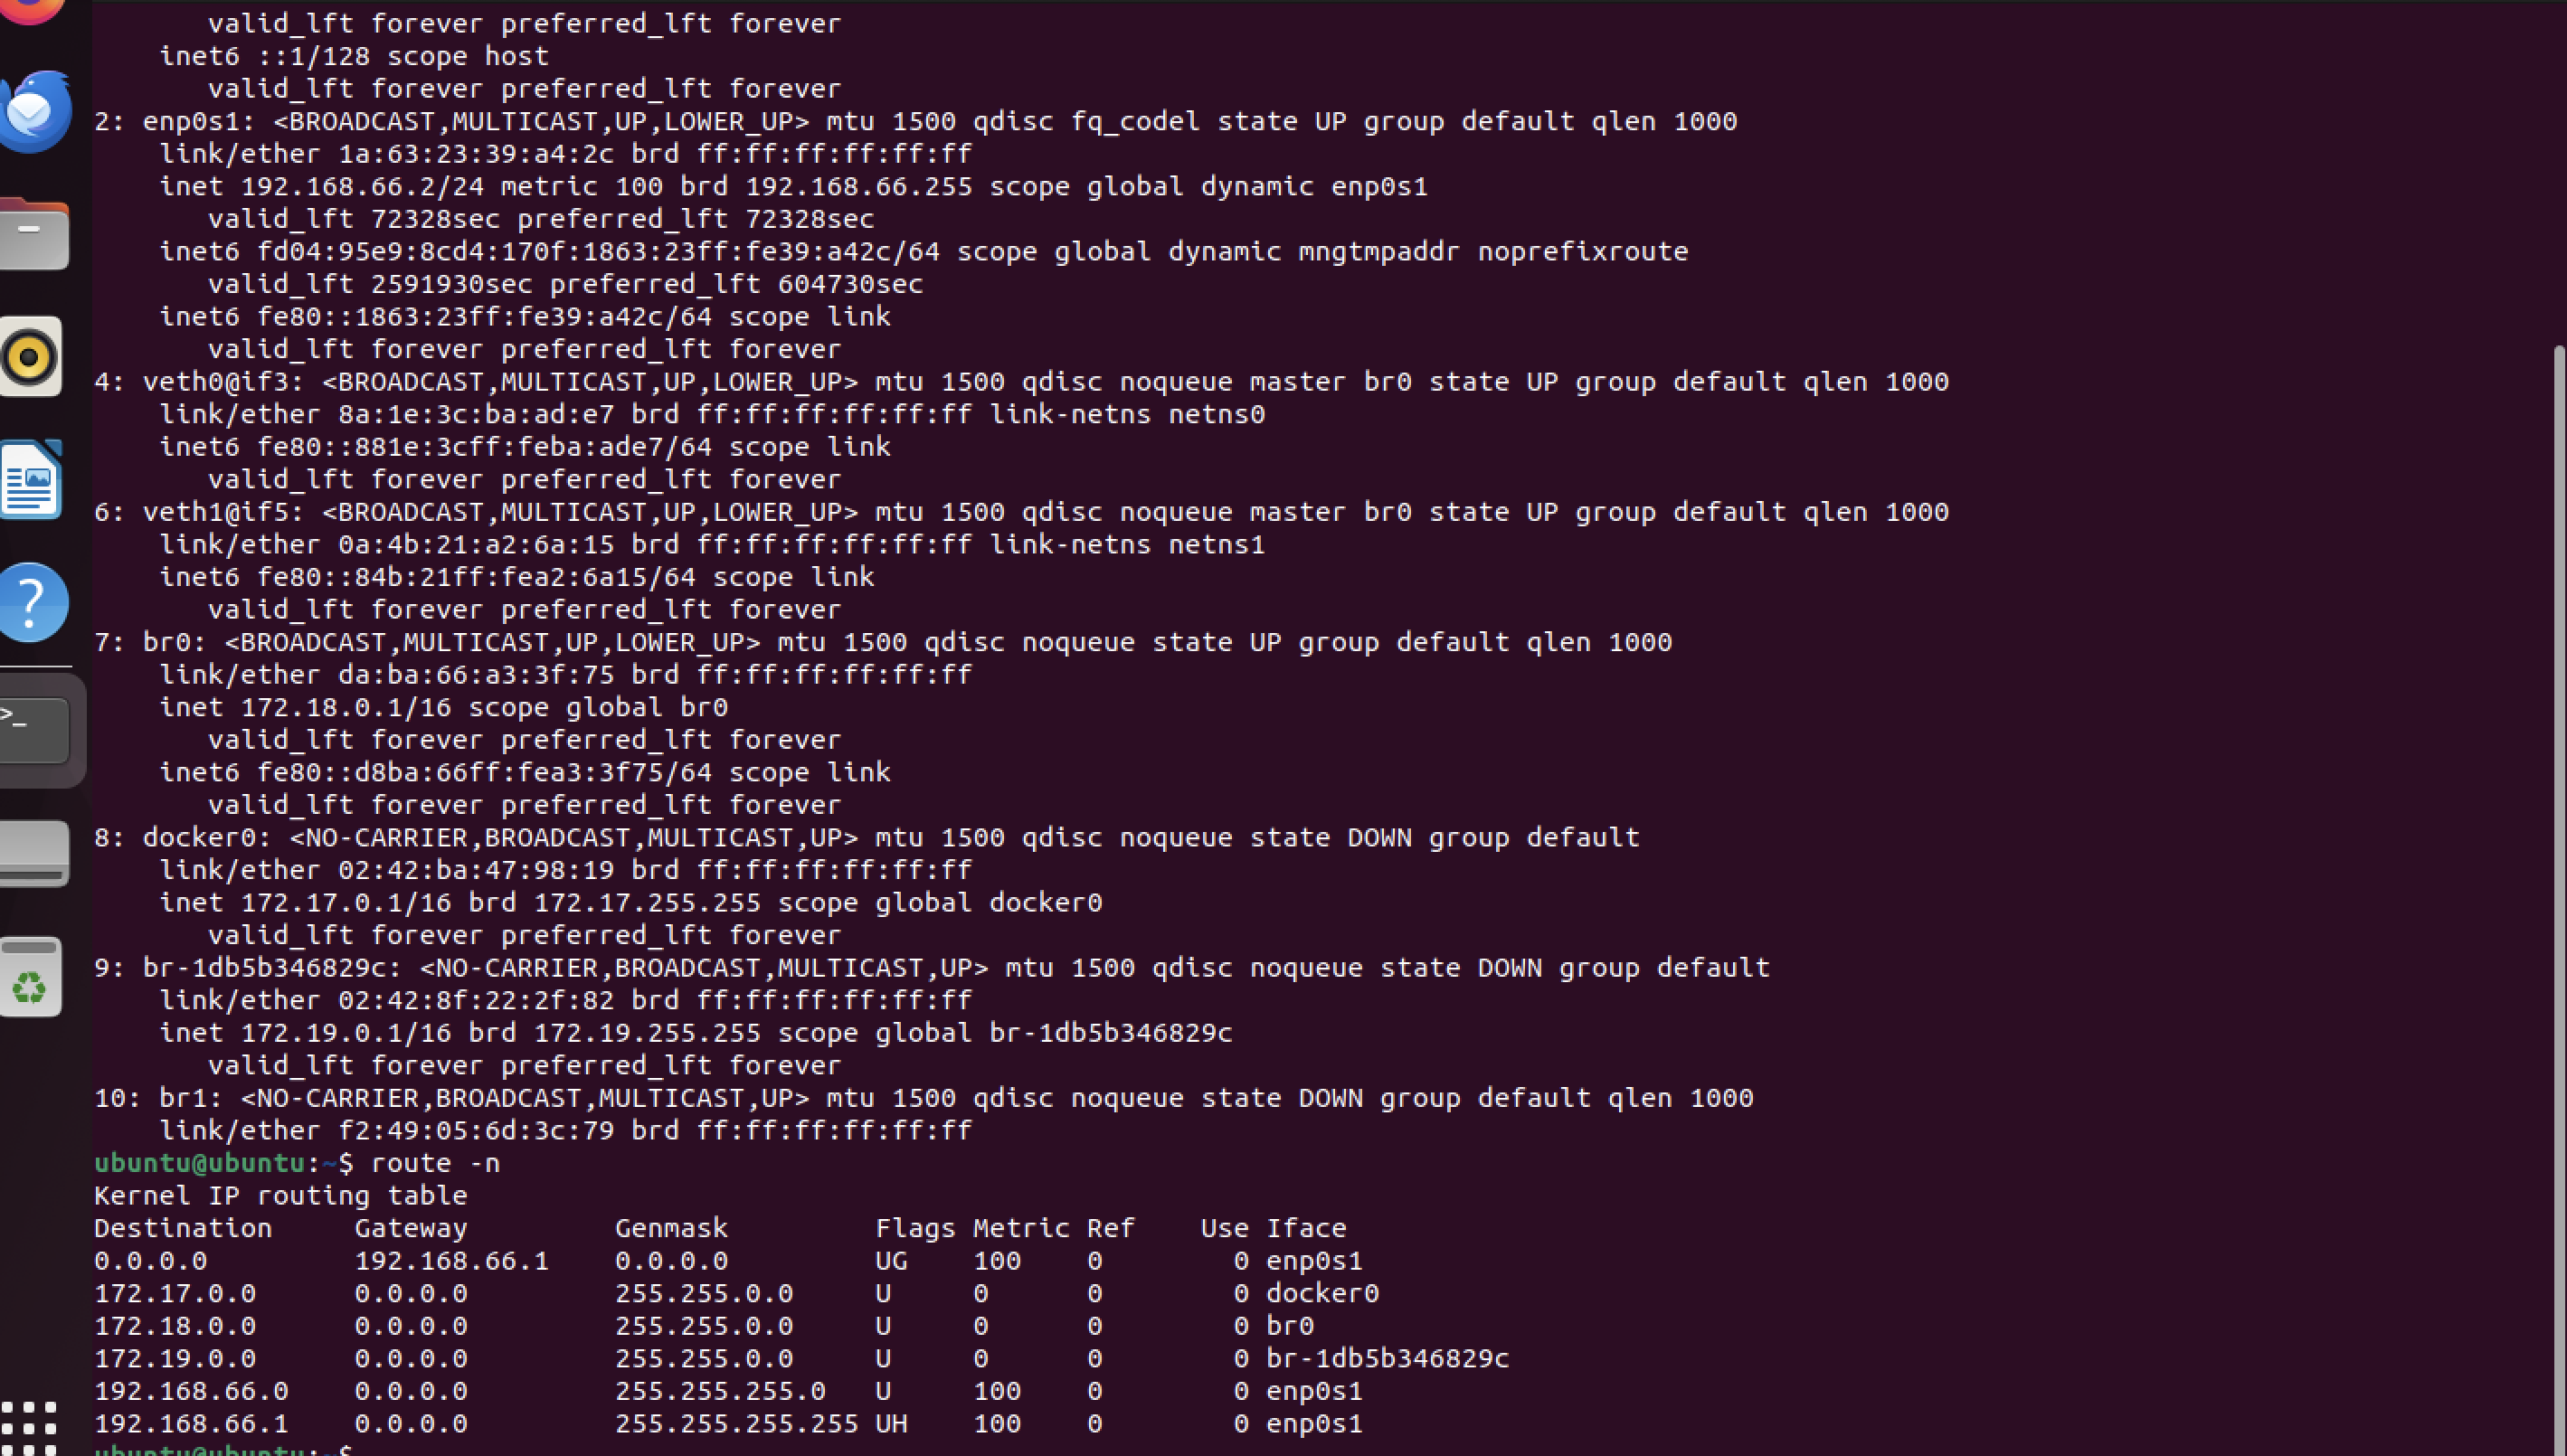 valid_lft forever preferred_lft forever
inet6 ::1/128 scope host
valid_lft forever preferred_lft forever
2: enp0s1: <BROADCAST,MULTICAST,UP,LOWER_UP> mtu 1500 qdisc fq_codel state UP group default qlen 1000
link/ether 1a:63:23:39:a4:2c brd ff:ff:ff:ff:ff:ff
inet 192.168.66.2/24 metric 100 brd 192.168.66.255 scope global dynamic enp0s1
valid_lft 72328sec preferred_lft 72328sec
inet6 fd04:95e9:8cd4:170f:1863:23ff:fe39:a42c/64 scope global dynamic mngtmpaddr noprefixroute
valid_lft 2591930sec preferred_lft 604730sec
inet6 fe80::1863:23ff:fe39:a42c/64 scope link
valid_lft forever preferred_lft forever
4: veth0@if3: <BROADCAST,MULTICAST,UP,LOWER_UP> mtu 1500 qdisc noqueue master br0 state UP group default qlen 1000
link/ether 8a:1e:3c:ba:ad:e7 brd ff:ff:ff:ff:ff:ff link-netns netns0
inet6 fe80::881e:3cff:feba:ade7/64 scope link
valid_lft forever preferred_lft forever
6: veth1@if5: <BROADCAST,MULTICAST,UP,LOWER_UP> mtu 1500 qdisc noqueue master br0 state UP group default qlen 1000
link/ether 0a:4b:21:a2:6a:15 brd ff:ff:ff:ff:ff:ff link-netns netns1
inet6 fe80::84b:21ff:fea2:6a15/64 scope link
valid_lft forever preferred_lft forever
7: br0: <BROADCAST,MULTICAST,UP,LOWER_UP> mtu 1500 qdisc noqueue state UP group default qlen 1000
link/ether da:ba:66:a3:3f:75 brd ff:ff:ff:ff:ff:ff
inet 172.18.0.1/16 scope global br0
valid_lft forever preferred_lft forever
inet6 fe80::d8ba:66ff:fea3:3f75/64 scope link
valid_lft forever preferred_lft forever
8: docker0: <NO-CARRIER,BROADCAST,MULTICAST,UP> mtu 1500 qdisc noqueue state DOWN group default
link/ether 02:42:ba:47:98:19 brd ff:ff:ff:ff:ff:ff
inet 172.17.0.1/16 brd 172.17.255.255 scope global docker0
valid_lft forever preferred_lft forever
9: br-1db5b346829c: <NO-CARRIER,BROADCAST,MULTICAST,UP> mtu 1500 qdisc noqueue state DOWN group default
link/ether 02:42:8f:22:2f:82 brd ff:ff:ff:ff:ff:ff
inet 172.19.0.1/16 brd 172.19.255.255 scope global br-1db5b346829c
valid_lft forever preferred_lft forever
10: br1: <NO-CARRIER,BROADCAST,MULTICAST,UP> mtu 1500 qdisc noqueue state DOWN group default qlen 1000
link/ether f2:49:05:6d:3c:79 brd ff:ff:ff:ff:ff:ff
ubuntu@ubuntu:~$ route -n
Kernel IP routing table
Destination Gateway Genmask Flags Metric Ref Use Iface
0.0.0.0 192.168.66.1 0.0.0.0 UG 100 0 0 enp0s1
172.17.0.0 0.0.0.0 255.255.0.0 U 0 0 0 docker0
172.18.0.0 0.0.0.0 255.255.0.0 U 0 0 0 br0
172.19.0.0 0.0.0.0 255.255.0.0 U 0 0 0 br-1db5b346829c
192.168.66.0 0.0.0.0 255.255.255.0 U 100 0 0 enp0s1
192.168.66.1 0.0.0.0 255.255.255.255 UH 100 0 0 enp0s1
ubuntu@ubuntu:~$